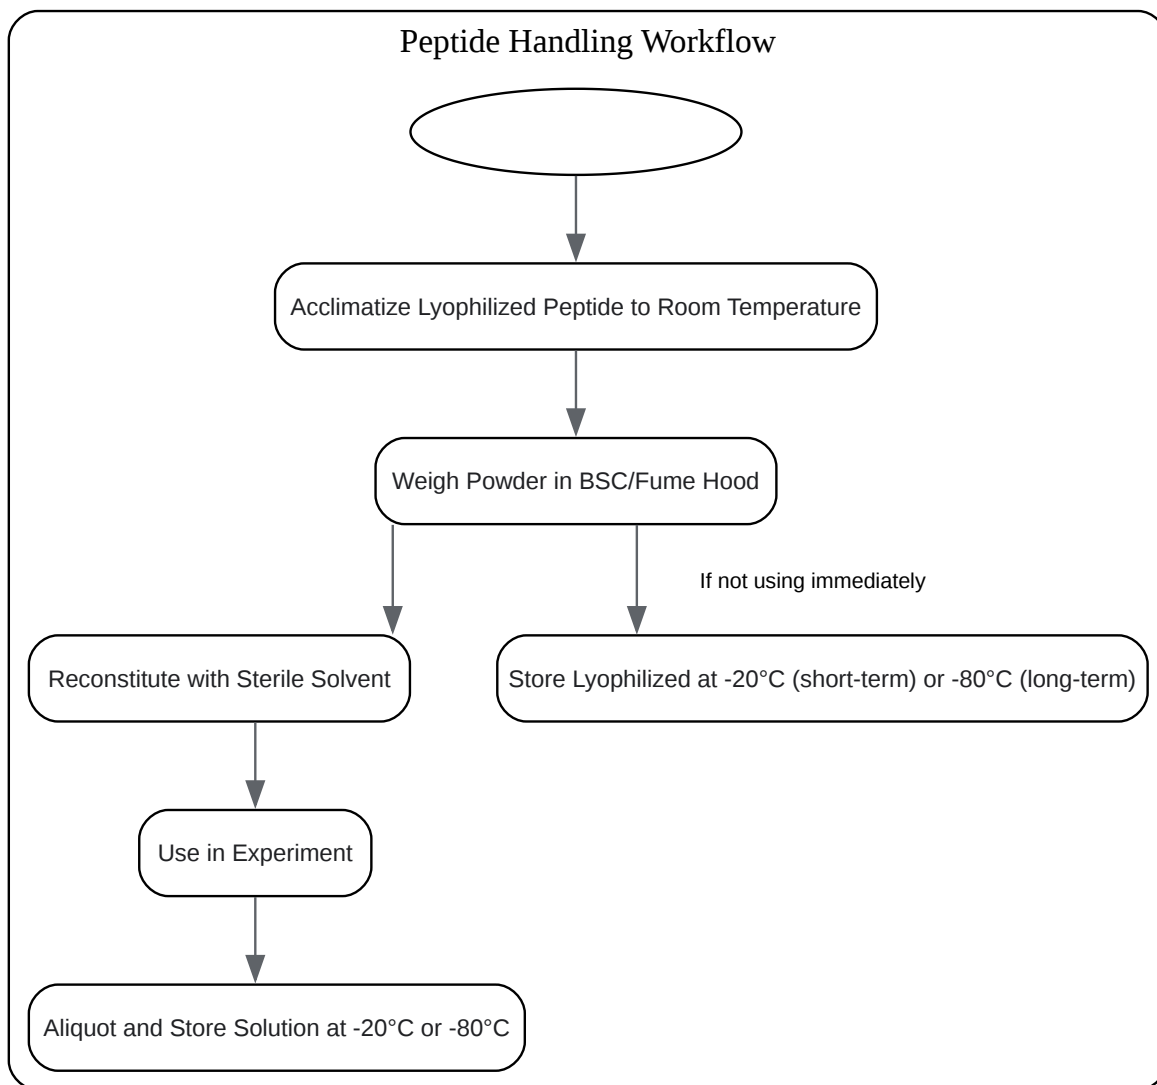 Peptide Handling Workflow
Acclimatize Lyophilized Peptide to Room Temperature
Weigh Powder in BSC/Fume Hood
If not using immediately
Reconstitute with Sterile Solvent
Store Lyophilized at -20°C (short-term) or -80°C (long-term)
Use in Experiment
Aliquot and Store Solution at -20°C or -80°C